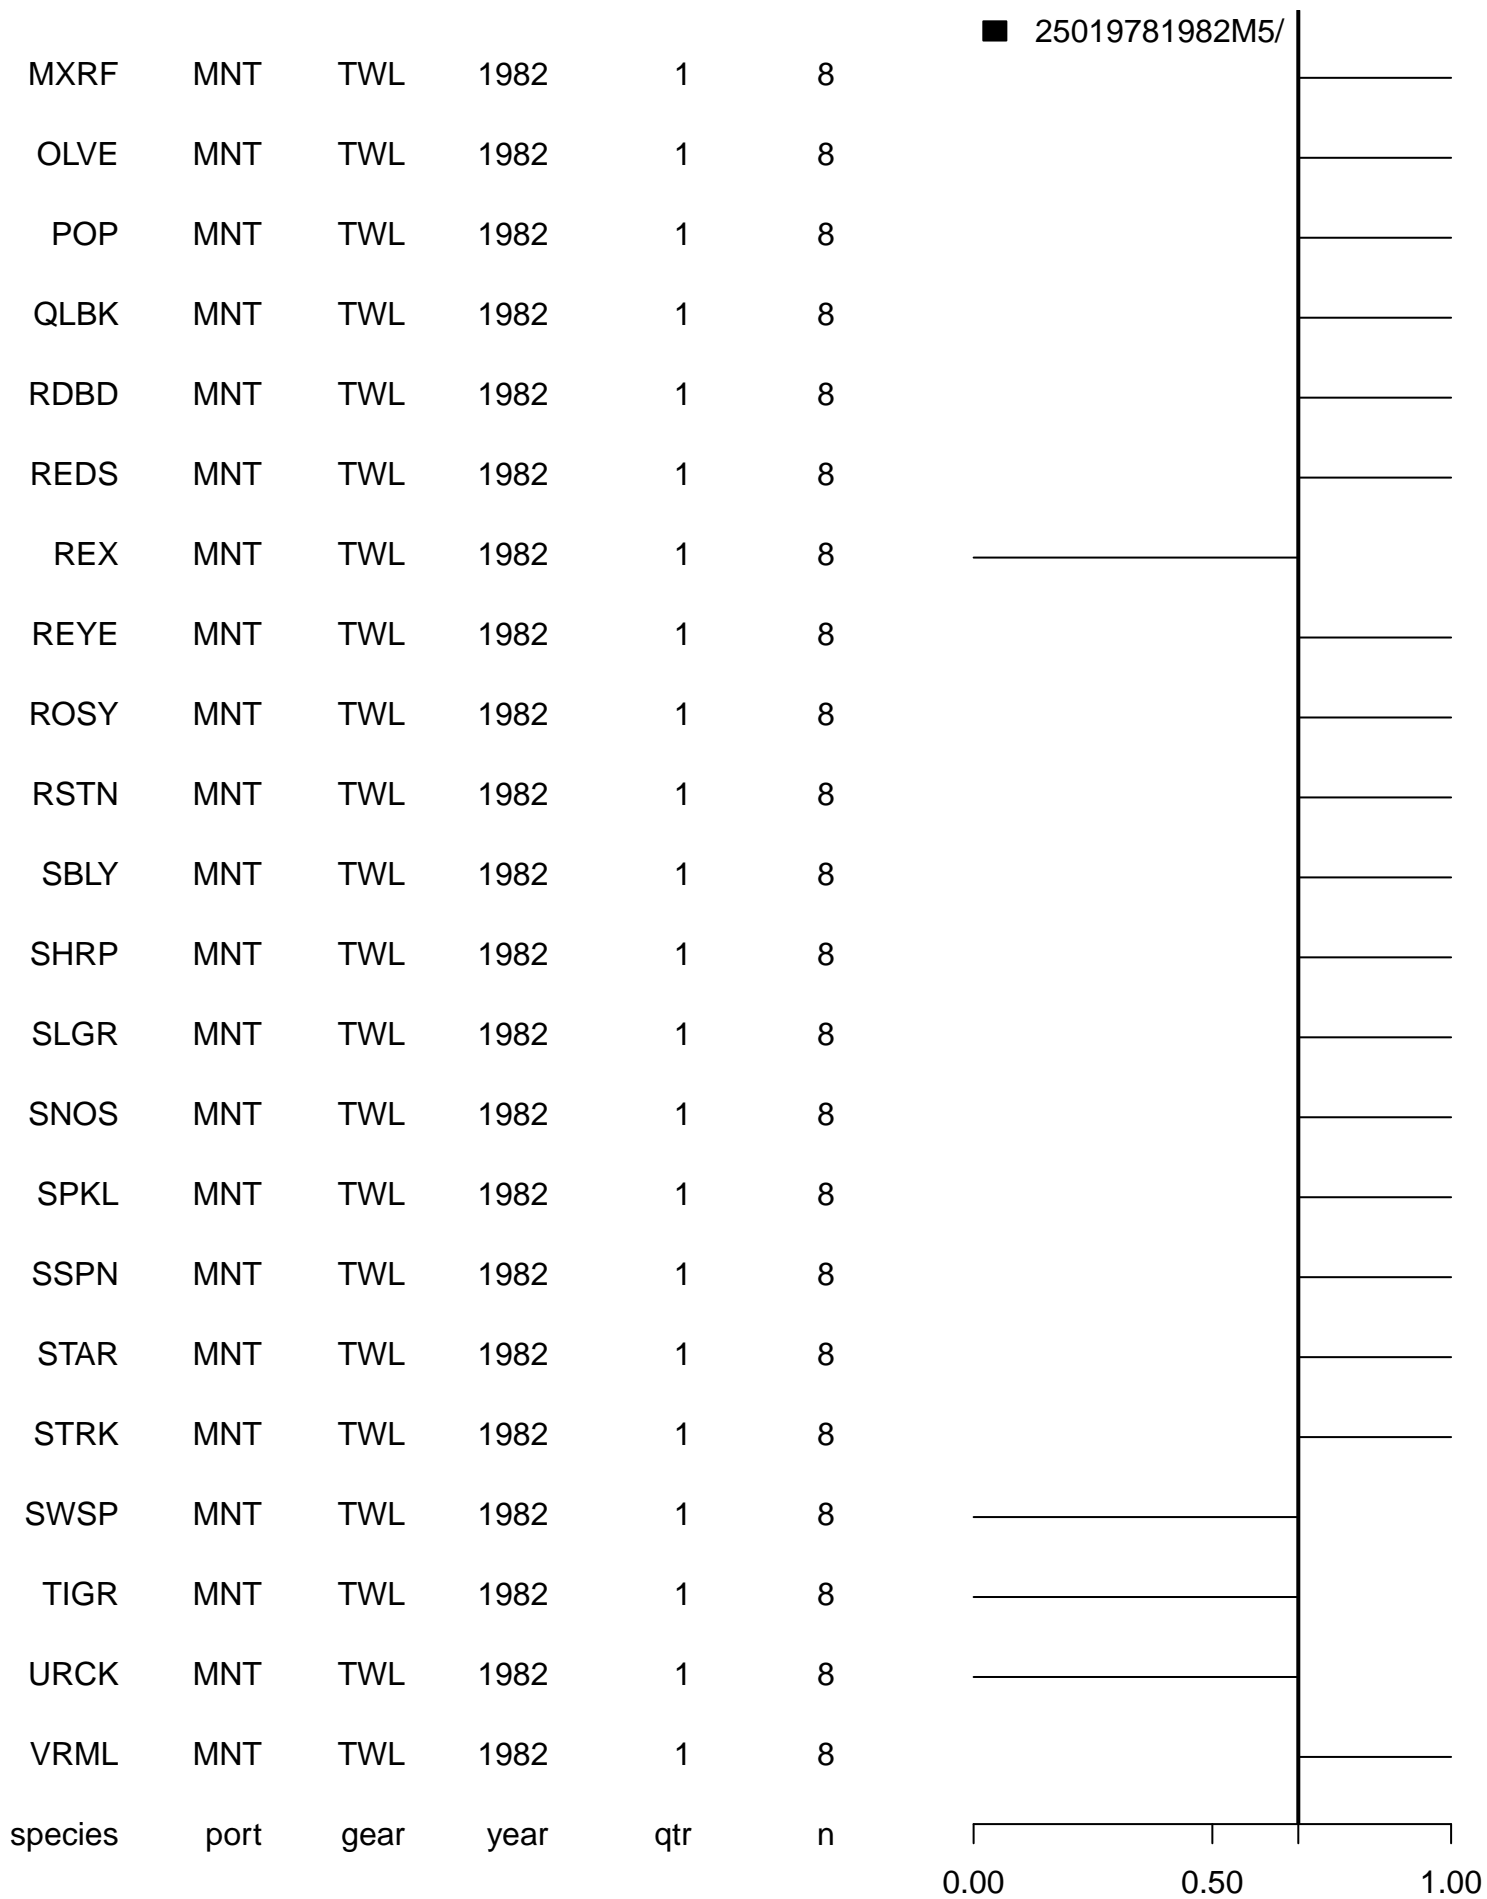 25019781982M5/
MXRF MNT TWL 1982 1 8
OLVE MNT TWL 1982 1 8
POP MNT TWL 1982 1 8
QLBK MNT TWL 1982 1 8
RDBD MNT TWL 1982 1 8
REDS MNT TWL 1982 1 8
REX MNT TWL 1982 1 8
REYE MNT TWL 1982 1 8
ROSY MNT TWL 1982 1 8
RSTN MNT TWL 1982 1 8
SBLY MNT TWL 1982 1 8
SHRP MNT TWL 1982 1 8
SLGR MNT TWL 1982 1 8
SNOS MNT TWL 1982 1 8
SPKL MNT TWL 1982 1 8
SSPN MNT TWL 1982 1 8
STAR MNT TWL 1982 1 8
STRK MNT TWL 1982 1 8
SWSP MNT TWL 1982 1 8
TIGR MNT TWL 1982 1 8
URCK MNT TWL 1982 1 8
VRML MNT TWL 1982 1 8
species port gear year qtr n
0.00 0.50 1.00